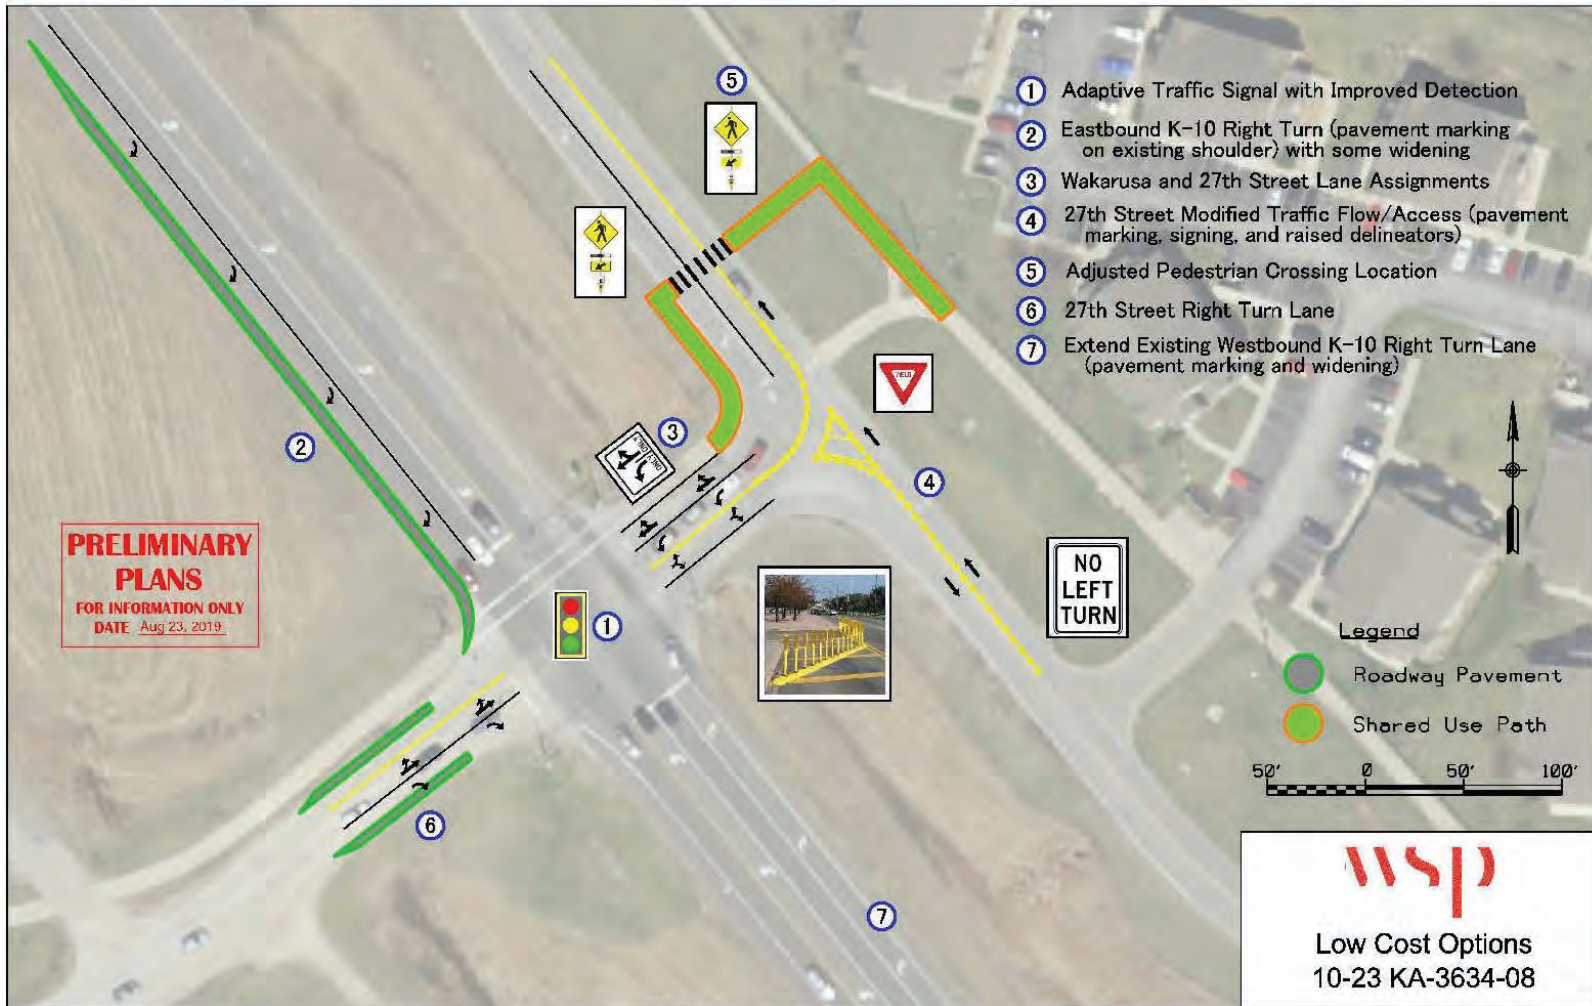 5
1 Adaptive Traffic Signal with Improved Detection
2 Eastbound K-10 Right Turn (pavement marking
on existing shoulder) with some widening
3 Wakarusa and 27th Street Lane Assignments
4 27th Street Modified Traffic Flow/Access (pavement
marking, signing, and raised delineators)
5 Adjusted Pedestrian Crossing Location
6 27th Street Right Turn Lane
7 Extend Existing Westbound K-10 Right Turn Lane
(pavement marking and widening)
YIELD
3
ONLY ONLY
2
4
PRELIMINARY
PLANS
FOR INFORMATION ONLY
DATE Aug 23, 2019
NO
LEFT
TURN
1
Legend
Roadway Pavement
Shared Use Path
50' 0 50' 100'
6
7
wsp
Low Cost Options
10-23 KA-3634-08